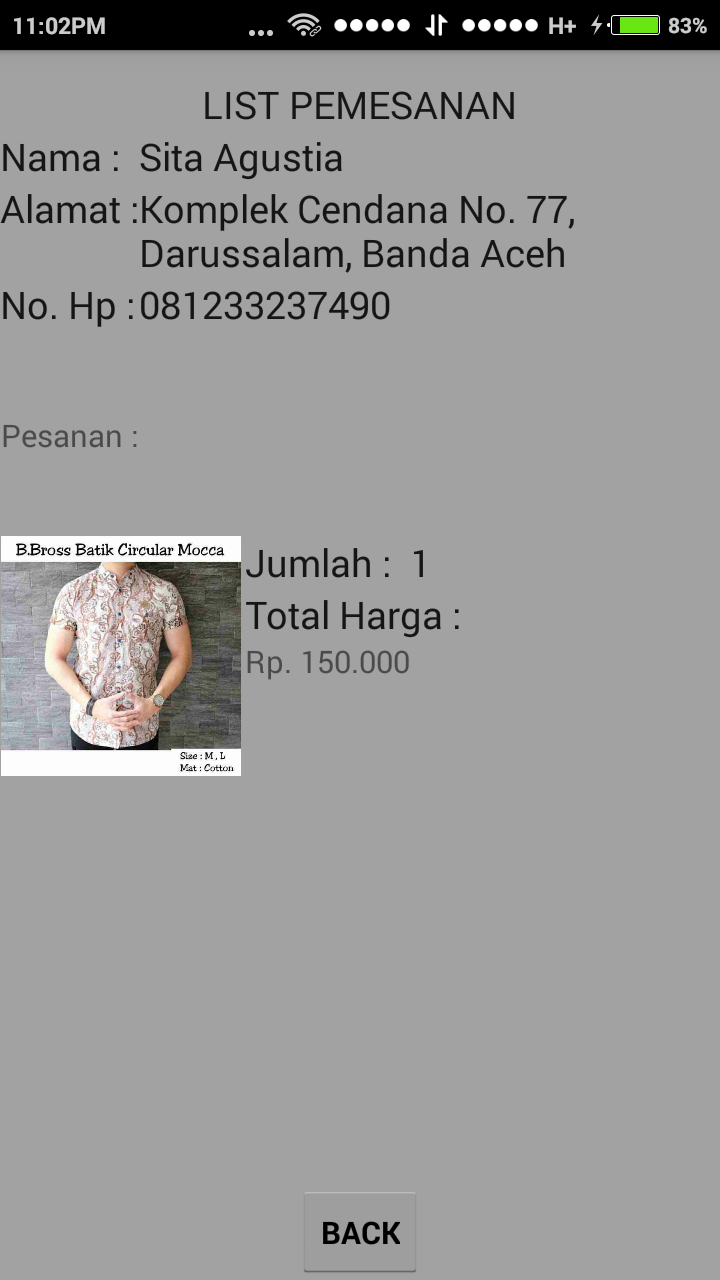 11:02PM ... H+ 83%
LIST PEMESANAN
Nama : Sita Agustia
Alamat :Komplek Cendana No. 77,
Darussalam, Banda Aceh
No. Hp :081233237490
Pesanan :
B.Bross Batik Circular Mocca
Size : M , L
Mat : Cotton
Jumlah : 1
Total Harga :
Rp. 150.000
BACK